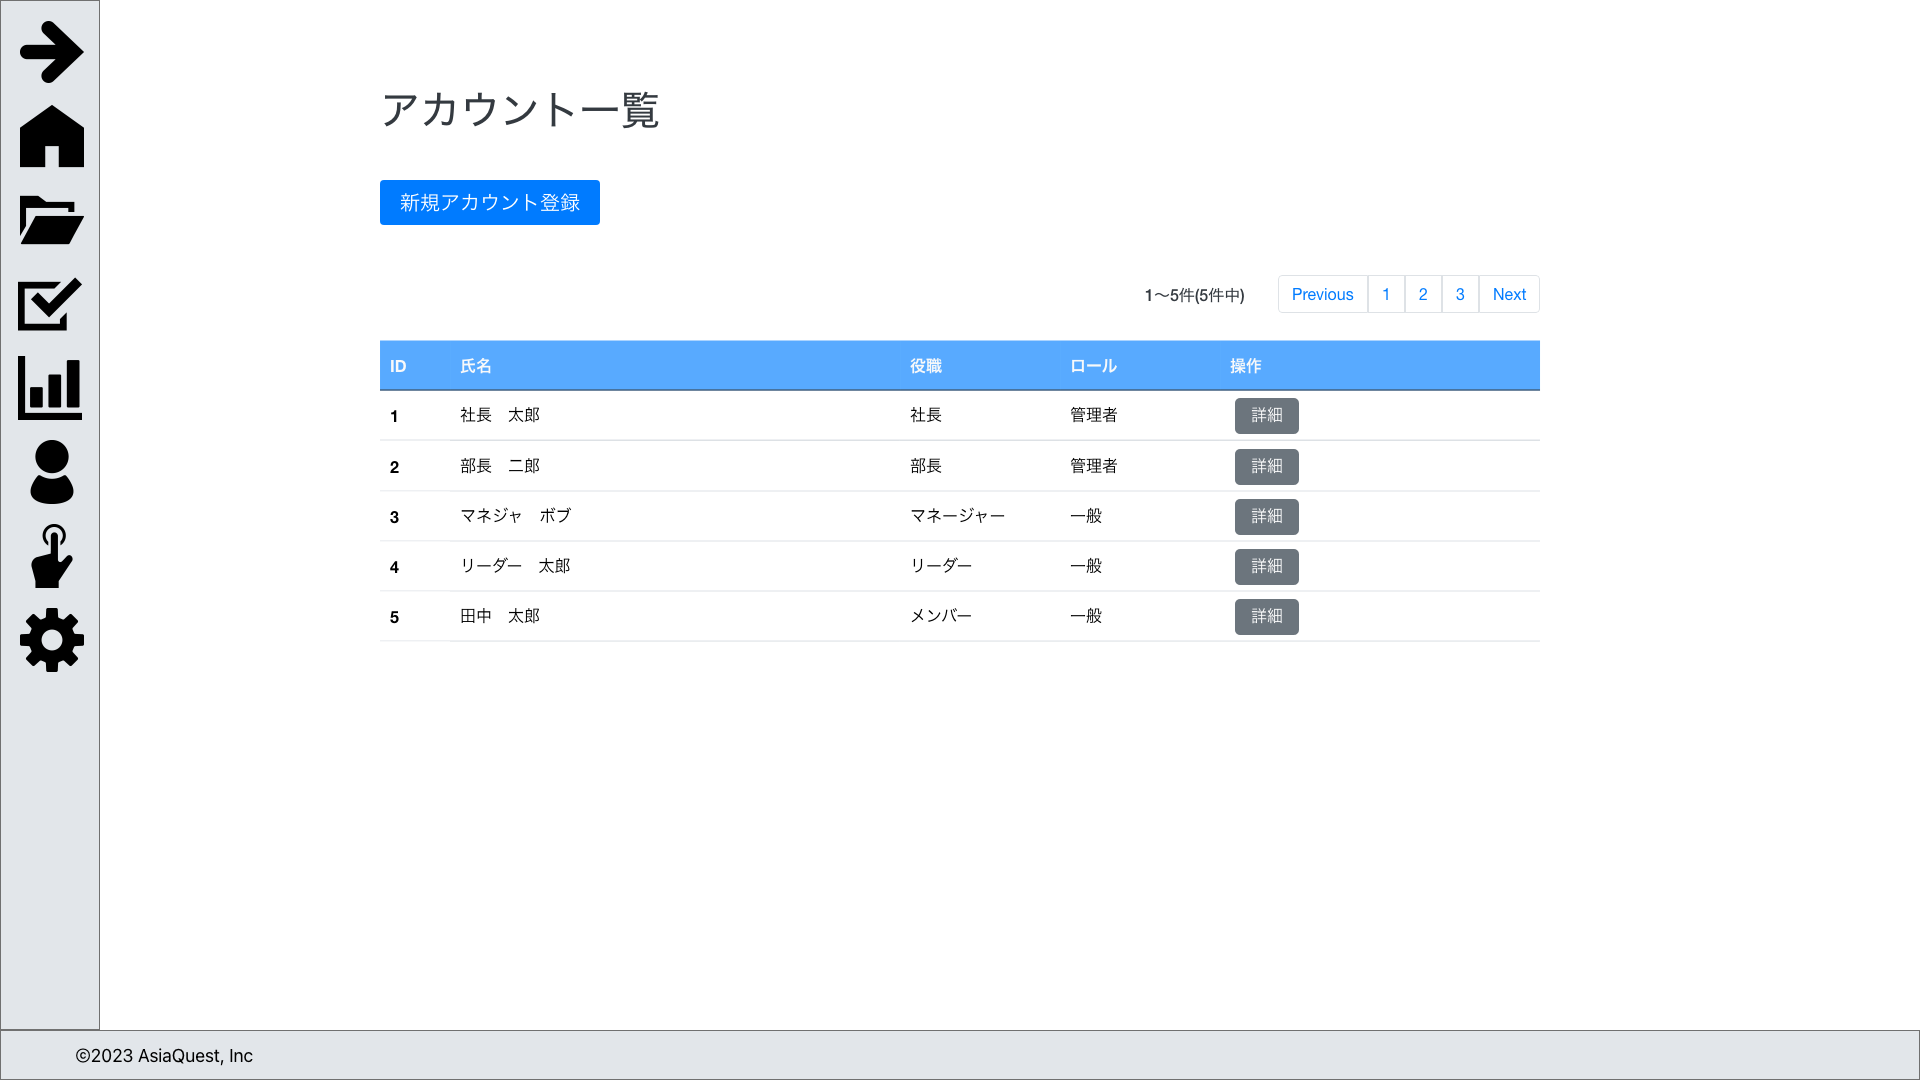 アカウント一覧
新規アカウント登録
1〜5件(5件中) Previous 1 2 3 Next
ID 氏名 役職 ロール 操作
1 社長　太郎 社長 管理者 詳細
2 部長　二郎 部長 管理者 詳細
3 マネジャ　ボブ マネージャー 一般 詳細
4 リーダー　太郎 リーダー 一般 詳細
5 田中　太郎 メンバー 一般 詳細
©2023 AsiaQuest, Inc